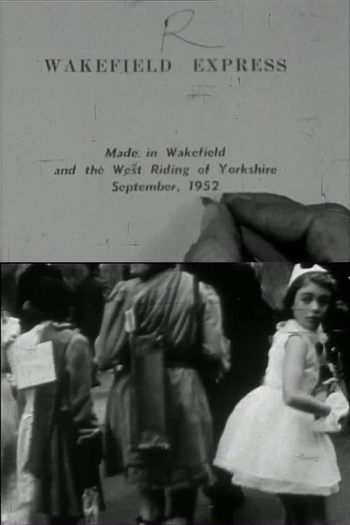 R
WAKEFIELD EXPRESS
Made in Wakefield
and the West Riding of Yorkshire
September, 1952